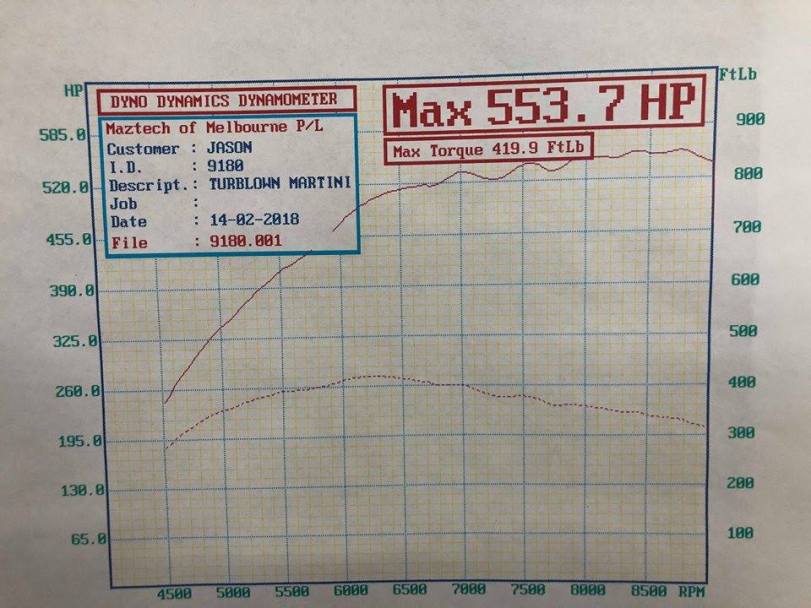 HP
DYNO DYNAMICS DYNAMOMETER
Max 553.7 HP
FtLb
Maztech of Melbourne P/L
Customer : JASON
I.D. : 9180
Descript.: TURBLOWN MARTINI
Job :
Date : 14-02-2018
File : 9180.001
Max Torque 419.9 FtLb
585.0
520.0
455.0
390.0
325.0
260.0
195.0
130.0
65.0
900
800
700
600
500
400
300
200
100
4500 5000 5500 6000 6500 7000 7500 8000 8500 RPM